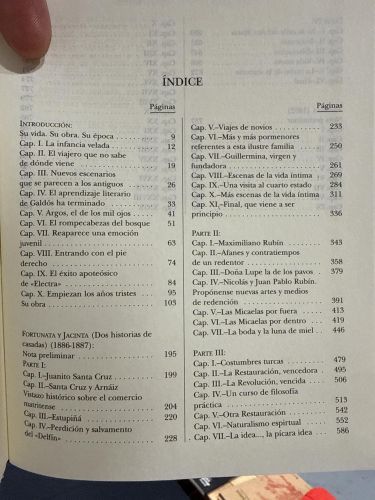 ÍNDICE
Páginas
INTRODUCCIÓN:
Su vida. Su obra. Su época . . . . . . . 9
Cap. I. La infancia velada . . . . . . . 12
Cap. II. El viajero que no sabe
de dónde viene . . . . . . . 19
Cap. III. Nuevos escenarios
que se parecen a los antiguos . . . . 26
Cap. IV. El aprendizaje literario
de Galdós ha terminado . . . . . . . 33
Cap. V. Argos, el de los mil ojos . . . . 41
Cap. VI. El rompecabezas del bosque 51
Cap. VII. Reaparece una emoción
juvenil . . . . . . . 63
Cap. VIII. Entrando con el pie
derecho . . . . . . . 74
Cap. IX. El éxito apoteósico
de «Electra» . . . . . . . 84
Cap. X. Empiezan los años tristes . . . 95
Su obra . . . . . . . 103
FORTUNATA Y JACINTA (Dos historias de
casadas) (1886-1887):
Nota preliminar . . . . . . . 195
PARTE I:
Cap. I.–Juanito Santa Cruz . . . . . . . 199
Cap. II.–Santa Cruz y Arnáiz
Vistazo histórico sobre el comercio
matritense . . . . . . . 204
Cap. III.–Estupiñá . . . . . . . 220
Cap. IV.–Perdición y salvamento
del «Delfín» . . . . . . . 228
Páginas
Cap. V.–Viajes de novios . . . . . . . 233
Cap. VI.–Más y más pormenores
referentes a esta ilustre familia . . . . 250
Cap. VII.–Guillermina, virgen y
fundadora . . . . . . . 261
Cap. VIII.–Escenas de la vida íntima . . 269
Cap. IX.–Una visita al cuarto estado 284
Cap. X.–Más escenas de la vida íntima 311
Cap. XI.–Final, que viene a ser
principio . . . . . . . 336
PARTE II:
Cap. I.–Maximiliano Rubín . . . . . . . 343
Cap. II.–Afanes y contratiempos
de un redentor . . . . . . . 358
Cap. III.–Doña Lupe la de los pavos . . 379
Cap. IV.–Nicolás y Juan Pablo Rubín.
Propónense nuevas artes y medios
de redención . . . . . . . 391
Cap. V.–Las Micaelas por fuera . . . . 413
Cap. VI.–Las Micaelas por dentro . . . 419
Cap. VII.–La boda y la luna de miel . . 446
PARTE III:
Cap. I.–Costumbres turcas . . . . . . . 479
Cap. II.–La Restauración, vencedora . . 495
Cap. III.–La Revolución, vencida . . . . 506
Cap. IV.–Un curso de filosofía
práctica . . . . . . . 513
Cap. V.–Otra Restauración . . . . . . . 542
Cap. VI.–Naturalismo espiritual . . . . 552
Cap. VII.–La idea..., la pícara idea . . . 586